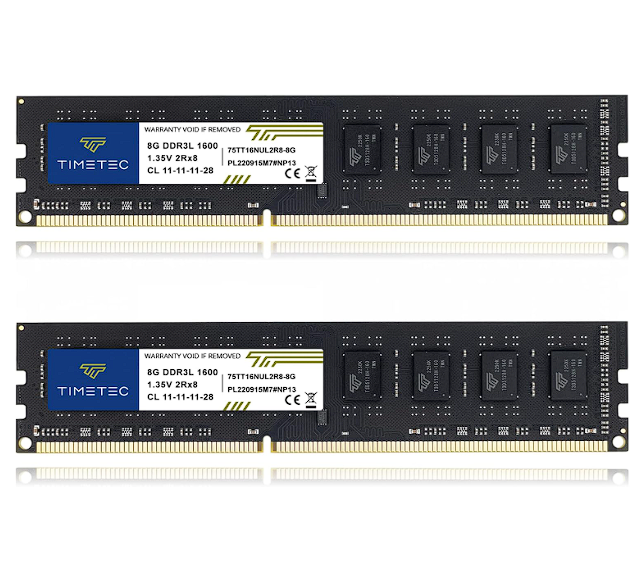 TIMETEC
WARRANTY VOID IF REMOVED
8G DDR3L 1600
1.35V 2Rx8
CL 11-11-11-28
75TT16NUL2R8-8G
PL220915M7#NP13
CE
TIMETEC
WARRANTY VOID IF REMOVED
8G DDR3L 1600
1.35V 2Rx8
CL 11-11-11-28
75TT16NUL2R8-8G
PL220915M7#NP13
CE